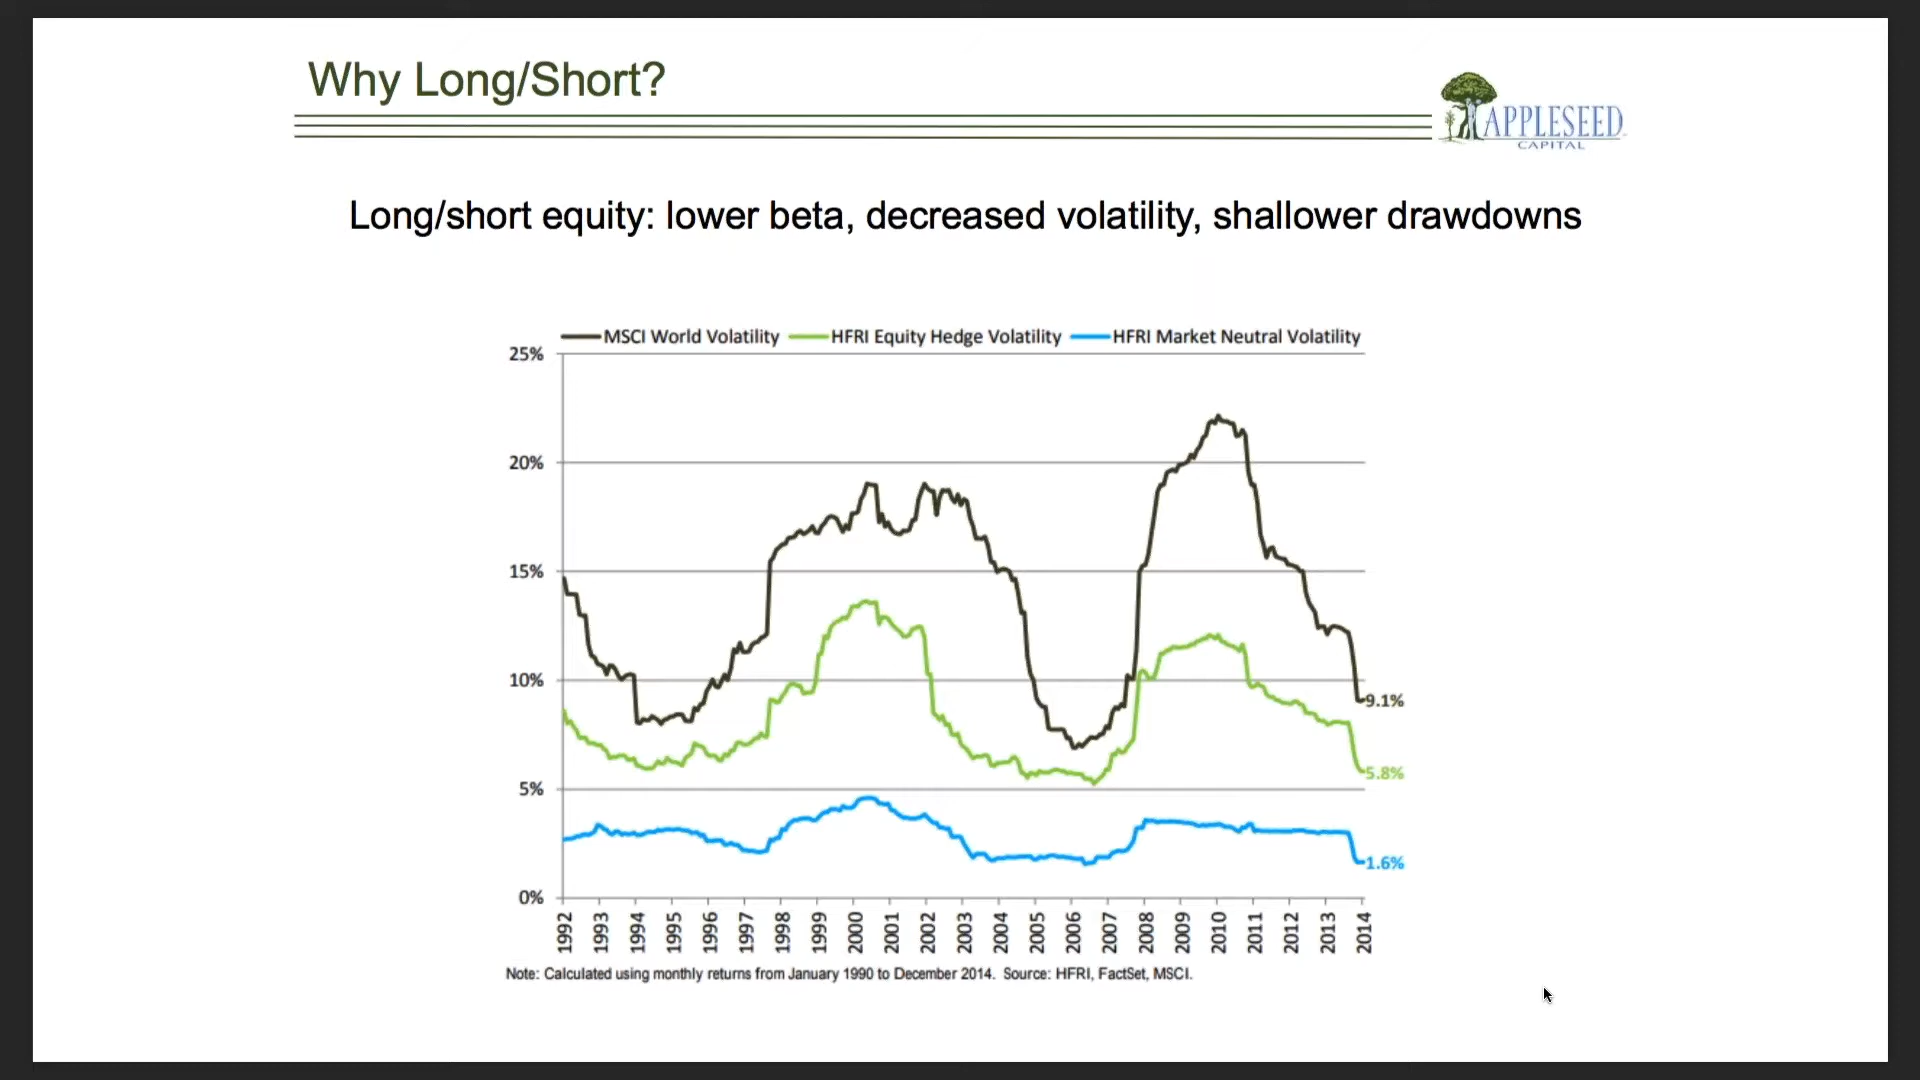 Why Long/Short?
APPLESEED
CAPITAL
Long/short equity: lower beta, decreased volatility, shallower drawdowns
MSCI World Volatility HFRI Equity Hedge Volatility HFRI Market Neutral Volatility
25%
20%
15%
10%
5%
0%
9.1%
5.8%
1.6%
1992 1993 1994 1995 1996 1997 1998 1999 2000 2001 2002 2003 2004 2005 2006 2007 2008 2009 2010 2011 2012 2013 2014
Note: Calculated using monthly returns from January 1990 to December 2014. Source: HFRI, FactSet, MSCI.